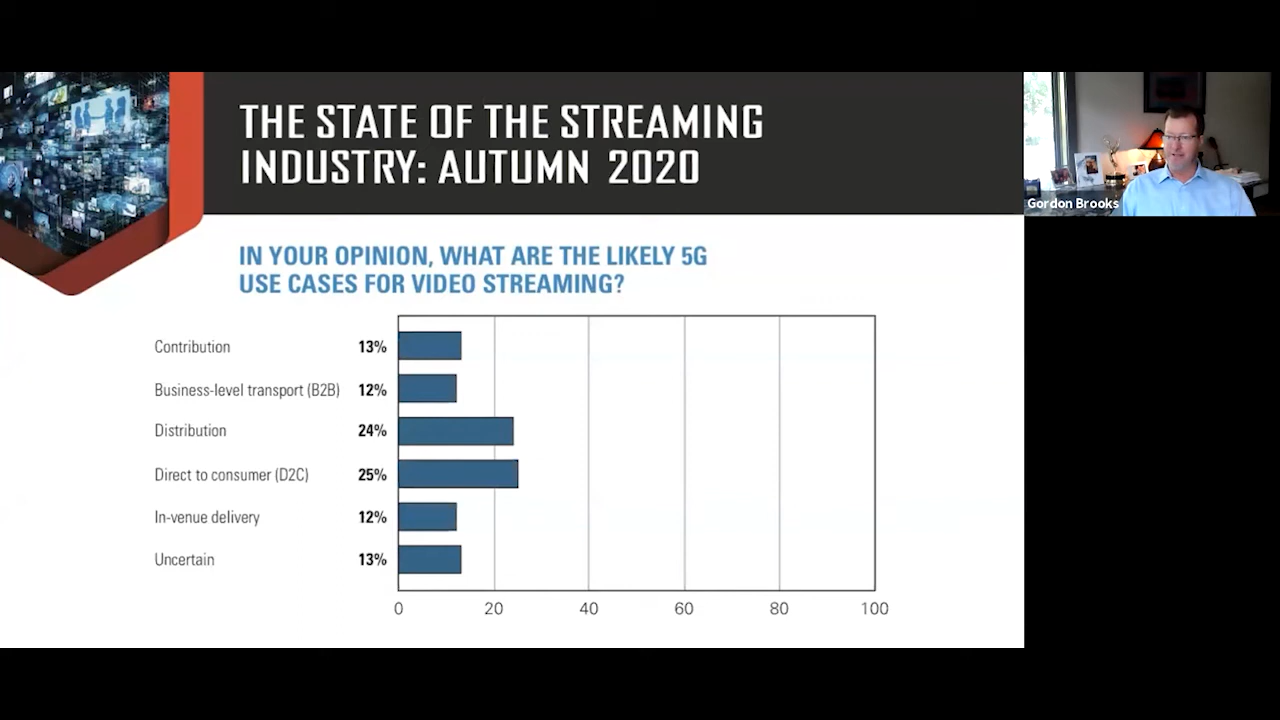 THE STATE OF THE STREAMING
INDUSTRY: AUTUMN 2020
Gordon Brooks
IN YOUR OPINION, WHAT ARE THE LIKELY 5G
USE CASES FOR VIDEO STREAMING?
Contribution 13%
Business-level transport (B2B) 12%
Distribution 24%
Direct to consumer (D2C) 25%
In-venue delivery 12%
Uncertain 13%
0 20 40 60 80 100